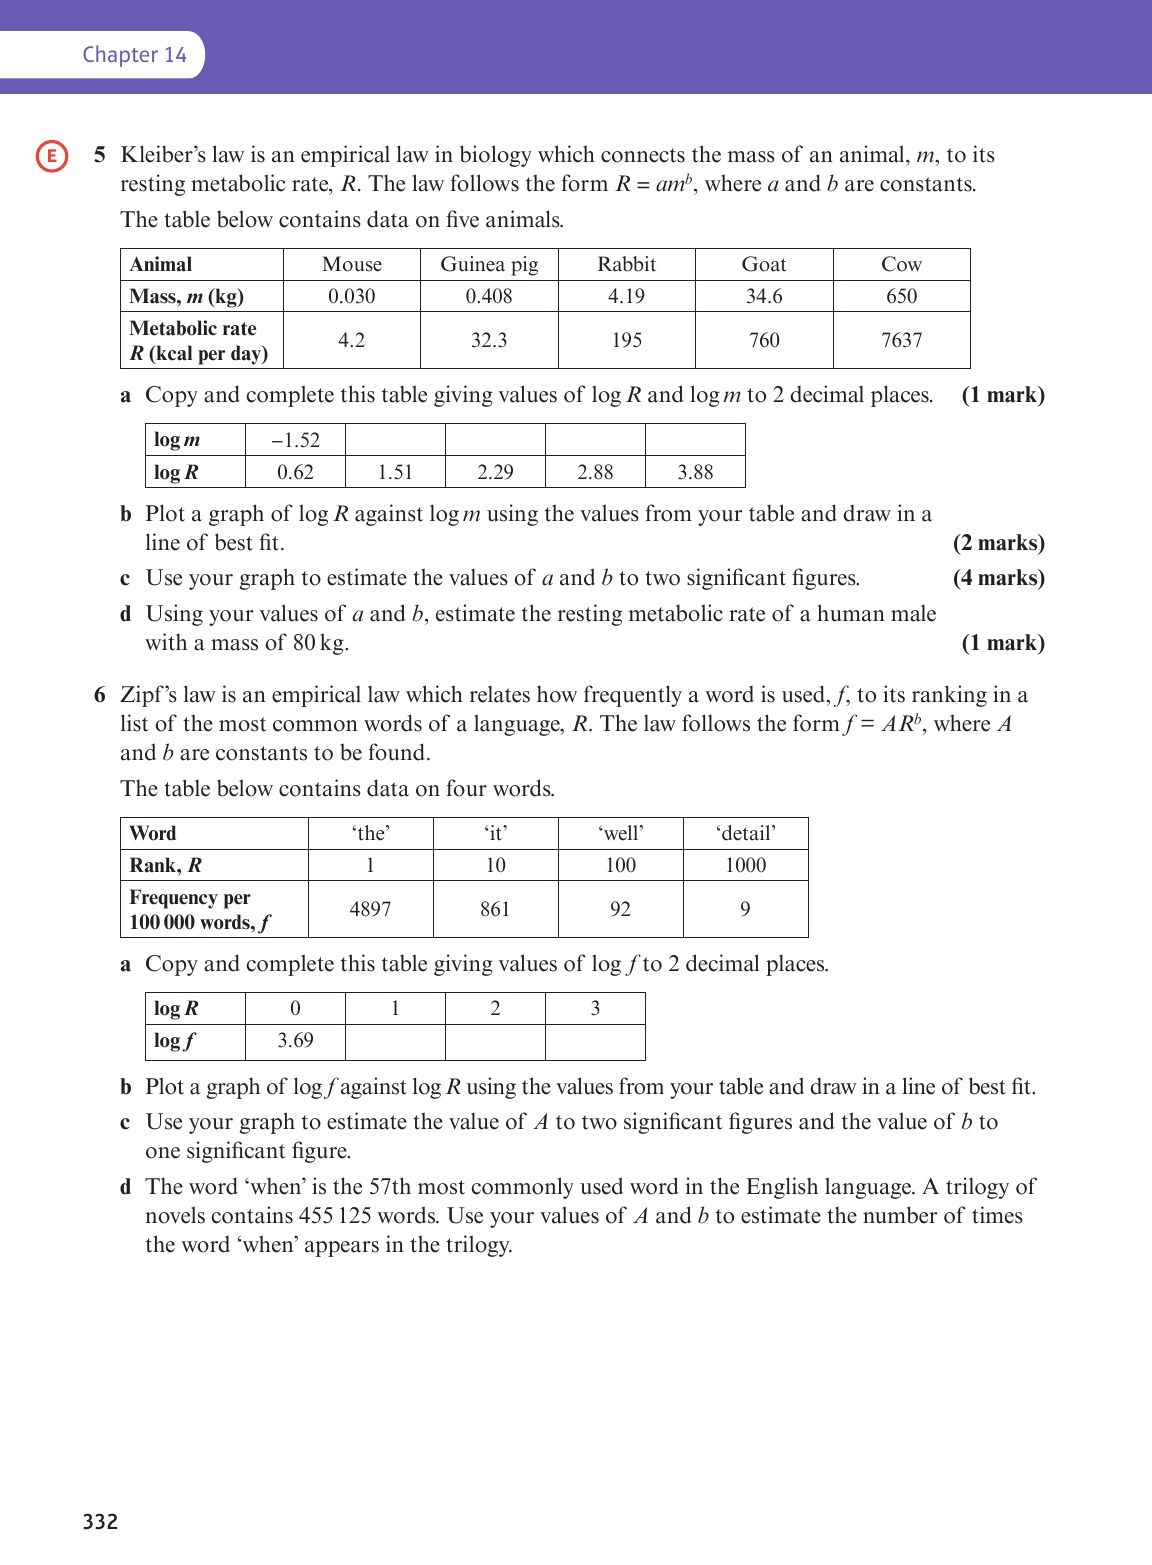 Chapter 14
E
5 Kleiber’s law is an empirical law in biology which connects the mass of an animal, m, to its
resting metabolic rate, R. The law follows the form R = amᵇ, where a and b are constants.
The table below contains data on five animals.
Animal Mouse Guinea pig Rabbit Goat Cow
Mass, m (kg) 0.030 0.408 4.19 34.6 650
Metabolic rate
R (kcal per day) 4.2 32.3 195 760 7637
a Copy and complete this table giving values of log R and log m to 2 decimal places. (1 mark)
log m −1.52
log R 0.62 1.51 2.29 2.88 3.88
b Plot a graph of log R against log m using the values from your table and draw in a
line of best fit. (2 marks)
c Use your graph to estimate the values of a and b to two significant figures. (4 marks)
d Using your values of a and b, estimate the resting metabolic rate of a human male
with a mass of 80 kg. (1 mark)
6 Zipf’s law is an empirical law which relates how frequently a word is used, f, to its ranking in a
list of the most common words of a language, R. The law follows the form f = ARᵇ, where A
and b are constants to be found.
The table below contains data on four words.
Word ‘the’ ‘it’ ‘well’ ‘detail’
Rank, R 1 10 100 1000
Frequency per
100 000 words, f 4897 861 92 9
a Copy and complete this table giving values of log f to 2 decimal places.
log R 0 1 2 3
log f 3.69
b Plot a graph of log f against log R using the values from your table and draw in a line of best fit.
c Use your graph to estimate the value of A to two significant figures and the value of b to
one significant figure.
d The word ‘when’ is the 57th most commonly used word in the English language. A trilogy of
novels contains 455 125 words. Use your values of A and b to estimate the number of times
the word ‘when’ appears in the trilogy.
332